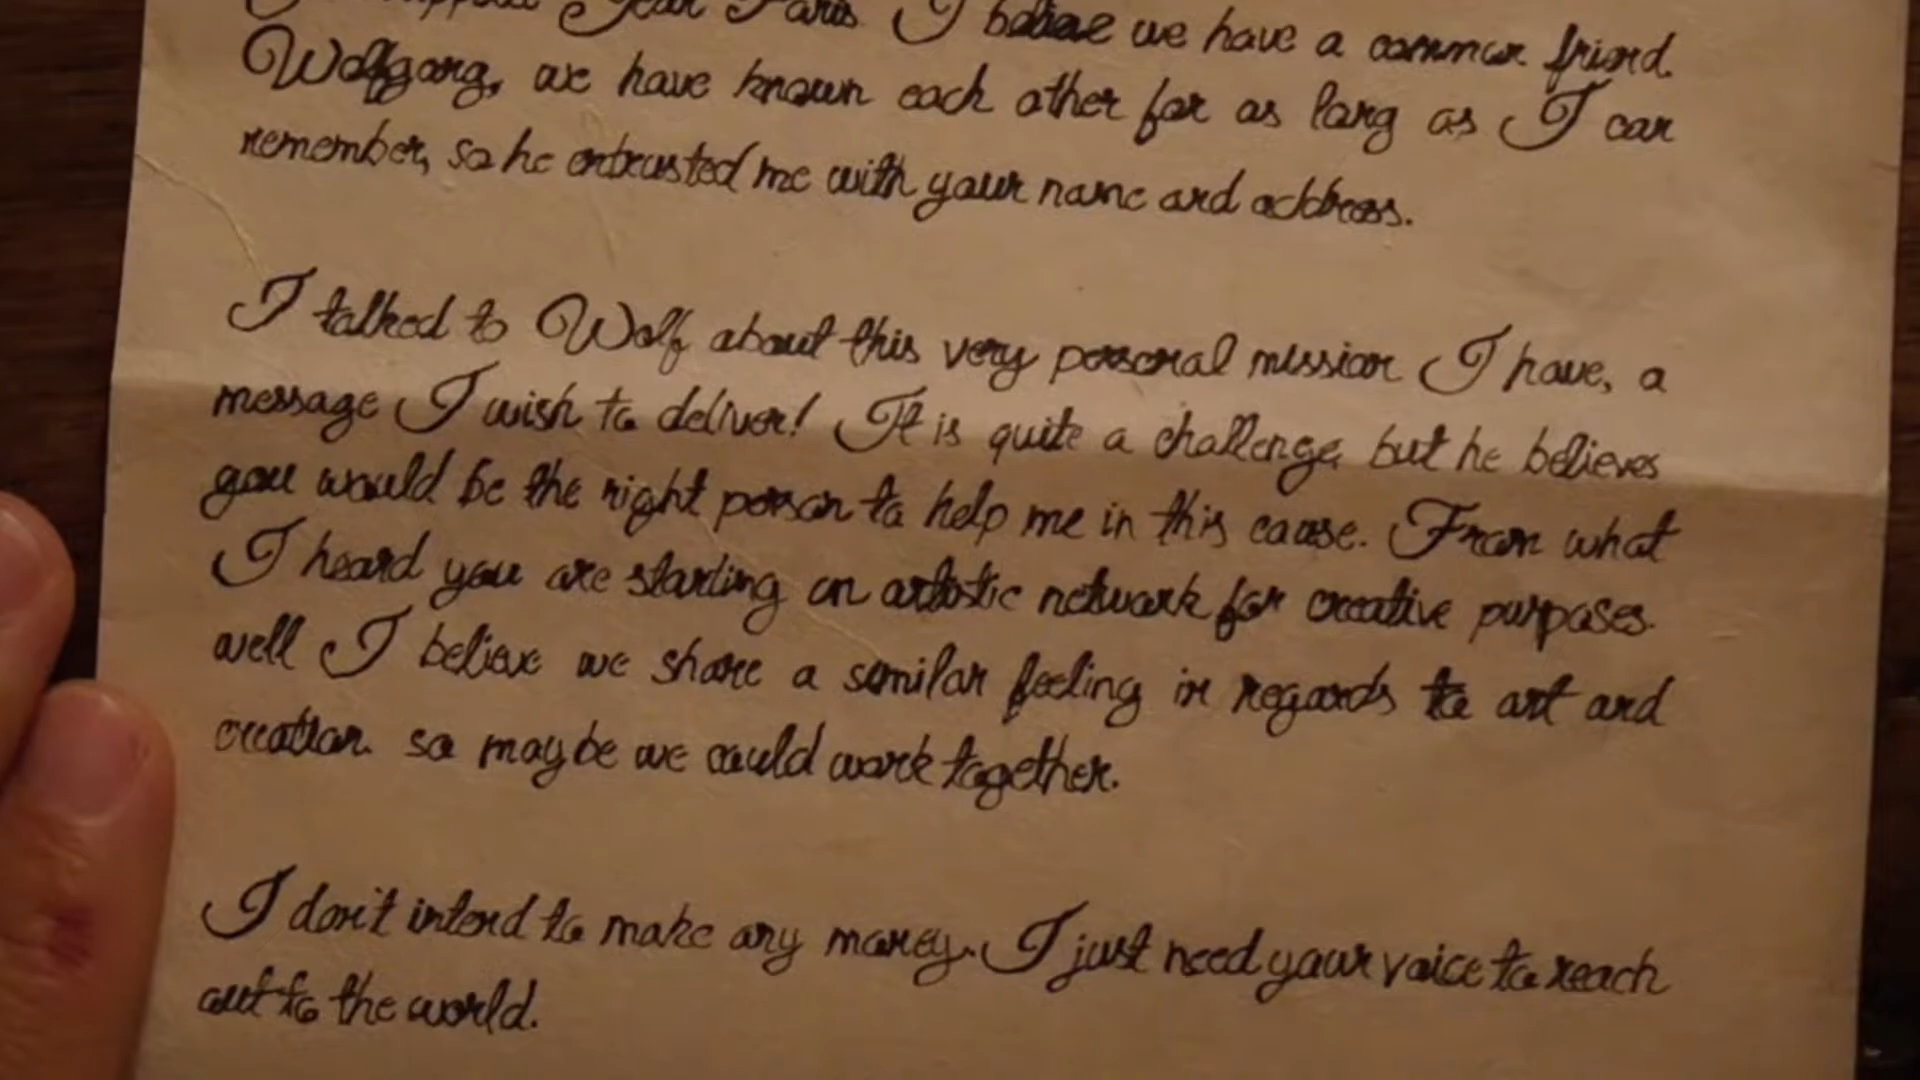 I believe we have a common friend.
Wolfgang, we have known each other for as long as I can
remember, so he entrusted me with your name and address.
I talked to Wolf about this very personal mission I have, a
message I wish to deliver! It is quite a challenge, but he believes
you would be the right person to help me in this cause. From what
I heard you are starting an artistic network for creative purposes.
well I believe we share a similar feeling in regards to art and
creation. so maybe we could work together.
I don't intend to make any money. I just need your voice to reach
out to the world.